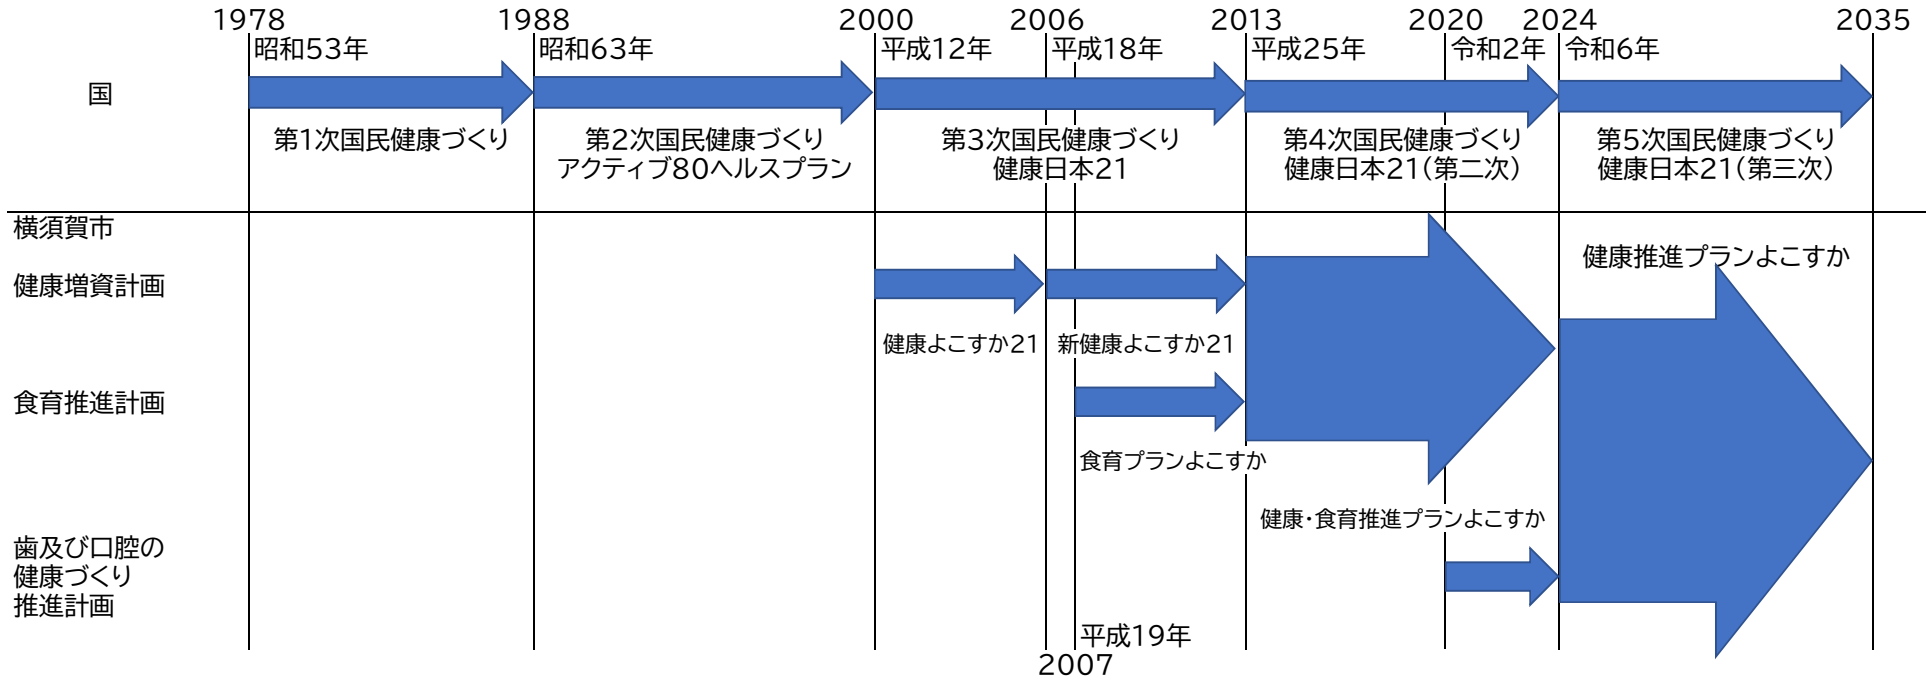 1978
1988
2000
2006
2013
2020
2024
2035
昭和53年
昭和63年
平成12年
平成18年
平成25年
令和2年
令和6年
国
第1次国民健康づくり
第2次国民健康づくり
アクティブ80ヘルスプラン
第3次国民健康づくり
健康日本21
第4次国民健康づくり
健康日本21(第二次)
第5次国民健康づくり
健康日本21(第三次)
横須賀市
健康推進プランよこすか
健康増資計画
健康よこすか21
新健康よこすか21
食育推進計画
食育プランよこすか
健康・食育推進プランよこすか
歯及び口腔の
健康づくり
推進計画
平成19年
2007